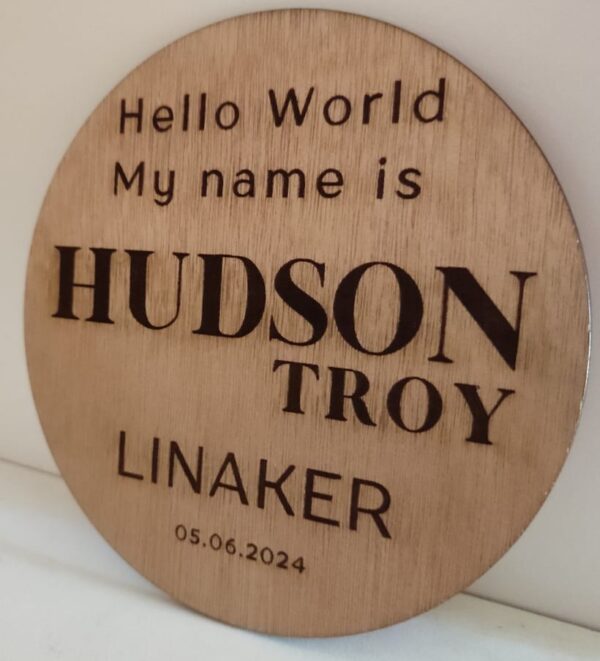 Hello World
My name is
HUDSON
TROY
LINAKER
05.06.2024